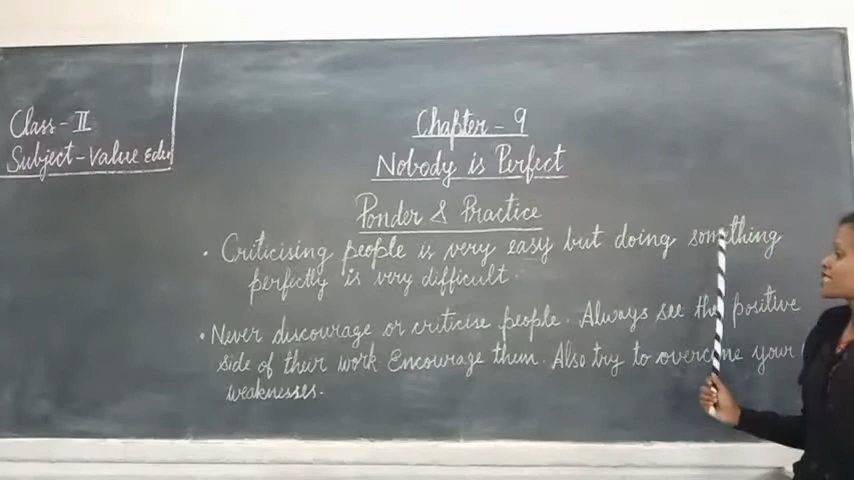 Class - II
Subject - Value Edu
Chapter - 9
Nobody is Perfect
Ponder & Practice
• Criticising people is very easy but doing something
perfectly is very difficult.
• Never discourage or criticise people. Always see the positive
side of their work Encourage them. Also try to overcome your
weaknesses.